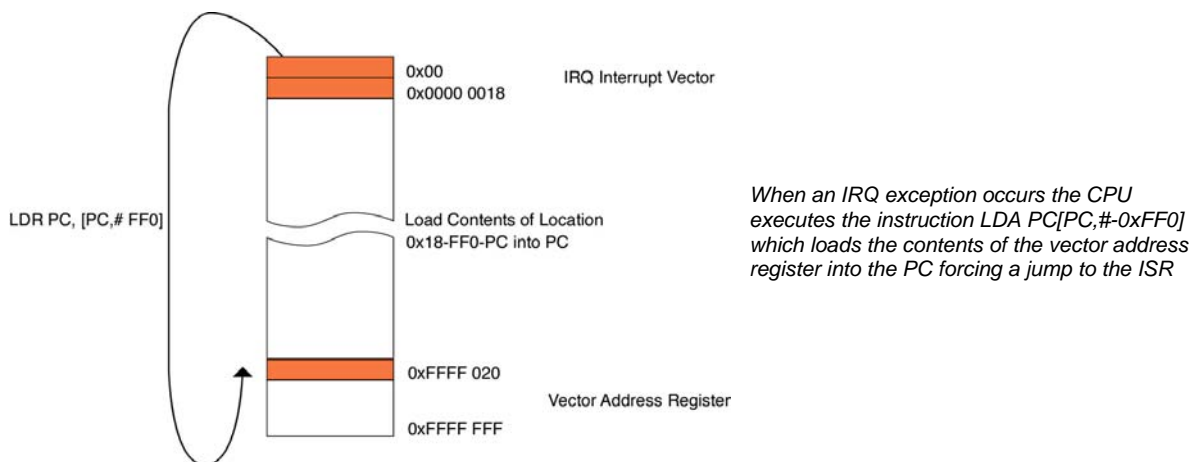 0x00
IRQ Interrupt Vector
0x0000 0018
LDR PC, [PC,# FF0]
Load Contents of Location
0x18-FF0-PC into PC
When an IRQ exception occurs the CPU
executes the instruction LDA PC[PC,#-0xFF0]
which loads the contents of the vector address
register into the PC forcing a jump to the ISR
0xFFFF 020
Vector Address Register
0xFFFF FFF